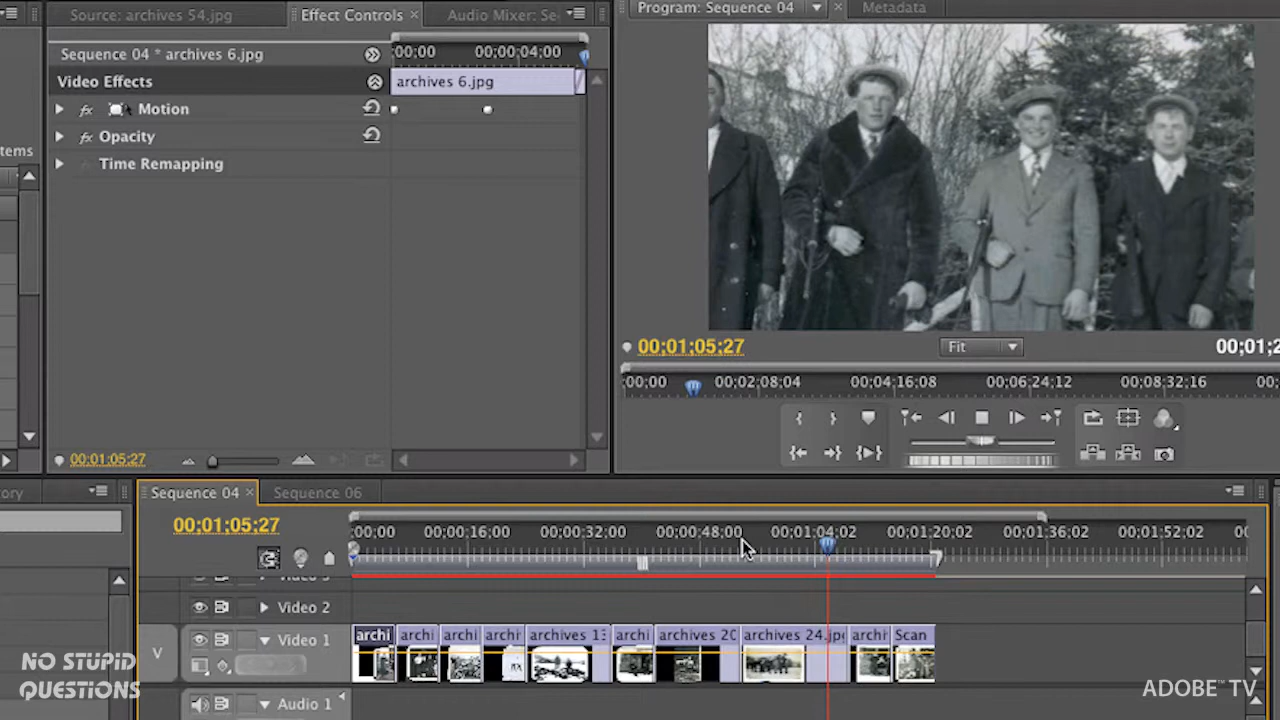 Source: archives 54.jpg
Effect Controls ×
Audio Mixer: Se
Program: Sequence 04
×
Metadata
Sequence 04 * archives 6.jpg
:00;00
00;00;04;00
Video Effects
archives 6.jpg
fx Motion
fx Opacity
Time Remapping
tems
00;01;05;27
Fit
00;01;2
;00;00
00;02;08;04
00;04;16;08
00;06;24;12
00;08;32;16
00;
00;01;05;27
ory
Sequence 04 ×
Sequence 06
00;01;05;27
:00;00
00;00;16;00
00;00;32;00
00;00;48;00
00;01;04;02
00;01;20;02
00;01;36;02
00;01;52;02
Video 2
V
Video 1
archi
archi
archi
archi
archives 13
archi
archives 20
archives 24.jpg
archi
Scan
Audio 1
NO STUPID
QUESTIONS
ADOBE™ TV